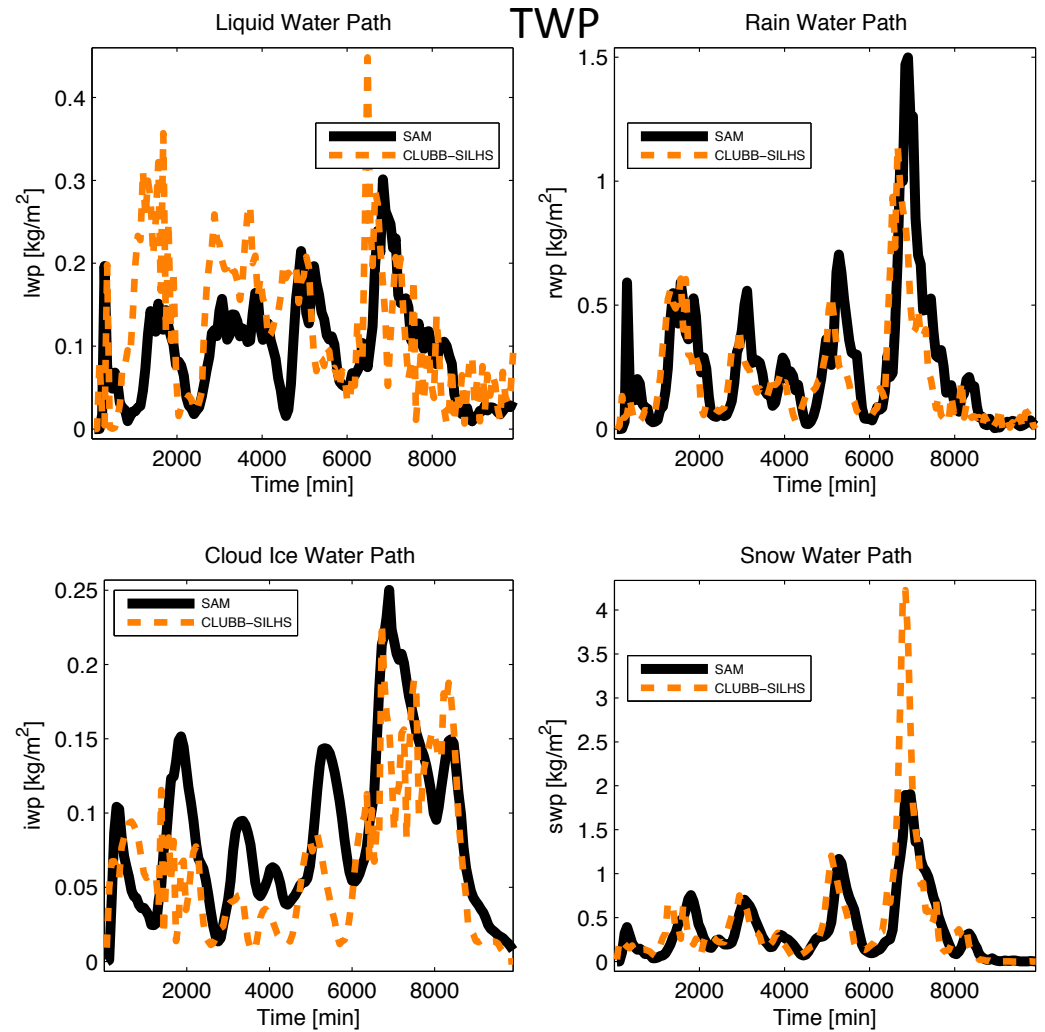 TWP
Liquid Water Path
0.4
0.3
0.2
0.1
0
lwp [kg/m²]
SAM
CLUBB−SILHS
2000 4000 6000 8000
Time [min]
Rain Water Path
1.5
1
0.5
0
rwp [kg/m²]
SAM
CLUBB−SILHS
2000 4000 6000 8000
Time [min]
Cloud Ice Water Path
0.25
0.2
0.15
0.1
0.05
0
iwp [kg/m²]
SAM
CLUBB−SILHS
2000 4000 6000 8000
Time [min]
Snow Water Path
4
3.5
3
2.5
2
1.5
1
0.5
0
swp [kg/m²]
SAM
CLUBB−SILHS
2000 4000 6000 8000
Time [min]